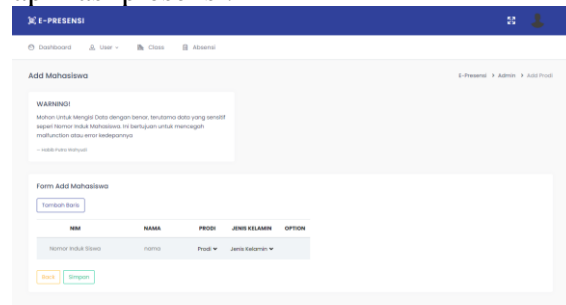 E-PRESENSI
Dashboard User Class Absensi
Add Mahasiswa
E-Presensi > Admin > Add Prodi
WARNING!
Mohon Untuk Mengisi Data dengan benar, terutama data yang sensitif
seperi Nomor Induk Mahasiswa. Ini bertujuan untuk mencegah
malfunction atau error kedepannya
Form Add Mahasiswa
Tambah Baris
NIM NAMA PRODI JENIS KELAMIN OPTION
Nomor Induk Siswa nama Prodi Jenis Kelamin
Back Simpan